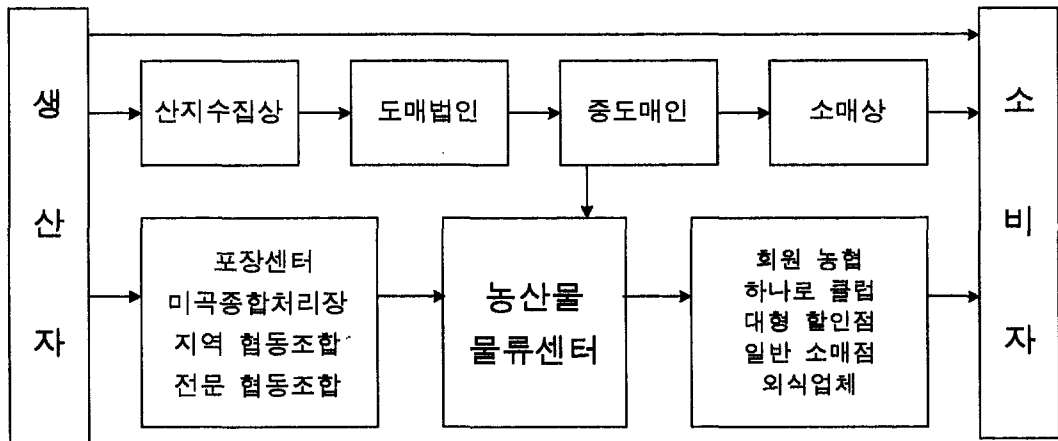 생산자
산지수집상
도매법인
중도매인
소매상
소비자
포장센터
미곡종합처리장
지역 협동조합
전문 협동조합
농산물
물류센터
회원 농협
하나로 클럽
대형 할인점
일반 소매점
외식업체